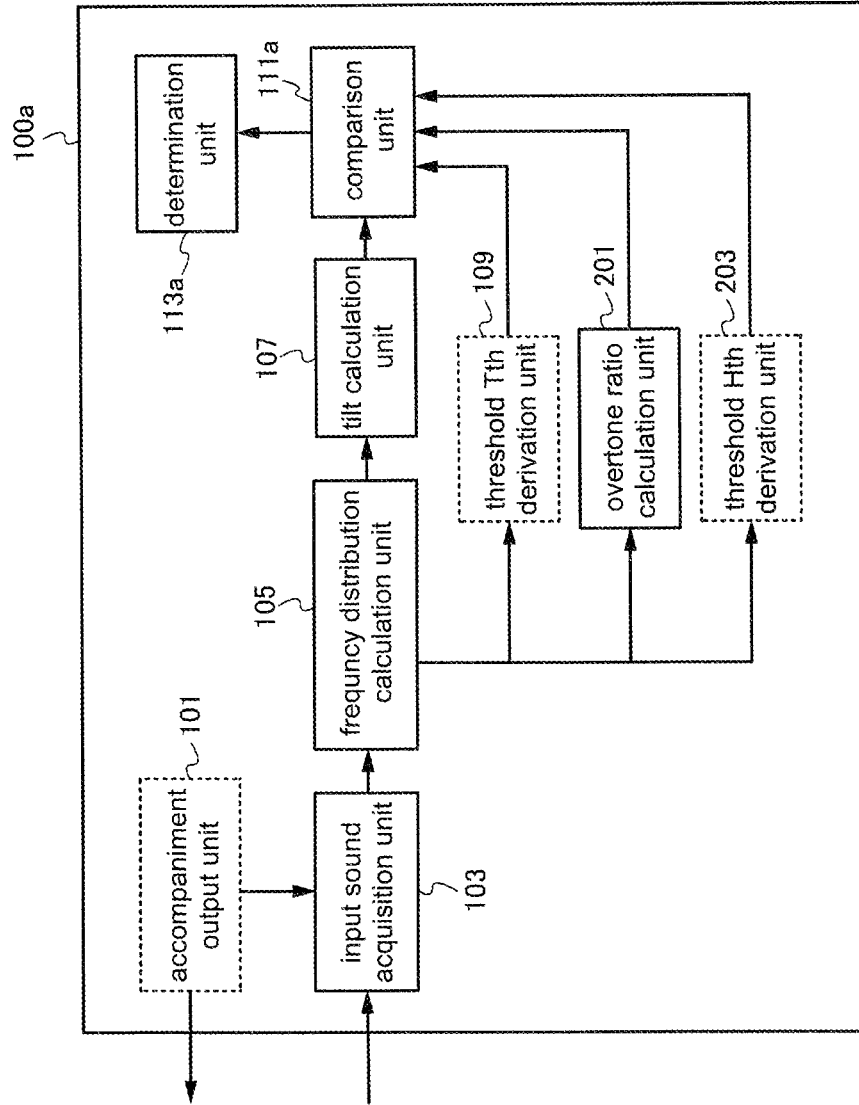 100a
101
accompaniment
output unit
input sound
acquisition unit
103
105
frequncy distribution
calculation unit
107
tilt calculation
unit
113a
determination
unit
111a
comparison
unit
109
threshold Tth
derivation unit
201
overtone ratio
calculation unit
203
threshold Hth
derivation unit